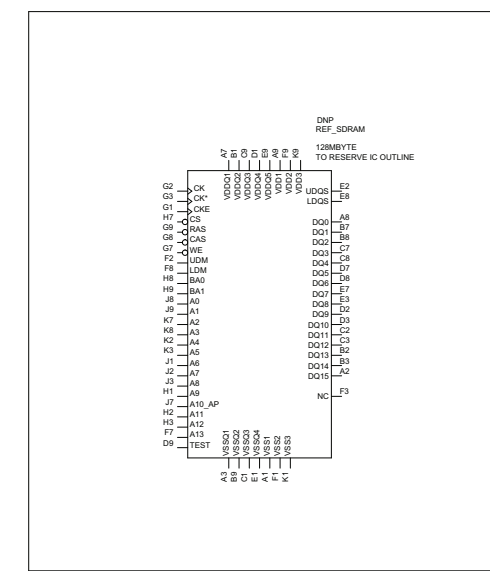 DNP
REF_SDRAM
128MBYTE
TO RESERVE IC OUTLINE
A7 B1 C9 D1 E9 A9 F9 K9
VDDQ1 VDDQ2 VDDQ3 VDDQ4 VDDQ5 VDD1 VDD2 VDD3
G2 CK
G3 CK*
G1 CKE
H7 CS
G9 RAS
G8 CAS
G7 WE
F2 UDM
F8 LDM
H8 BA0
H9 BA1
J8 A0
J9 A1
K7 A2
K8 A3
K2 A4
K3 A5
J1 A6
J2 A7
J3 A8
H1 A9
J7 A10_AP
H2 A11
H3 A12
F7 A13
D9 TEST
UDQS E2
LDQS E8
DQ0 A8
DQ1 B7
DQ2 B8
DQ3 C7
DQ4 C8
DQ5 D7
DQ6 D8
DQ7 E7
DQ8 E3
DQ9 D2
DQ10 D3
DQ11 C2
DQ12 C3
DQ13 B2
DQ14 B3
DQ15 A2
NC F3
VSSQ1 VSSQ2 VSSQ3 VSSQ4 VSS1 VSS2 VSS3
A3 B9 C1 E1 A1 F1 K1